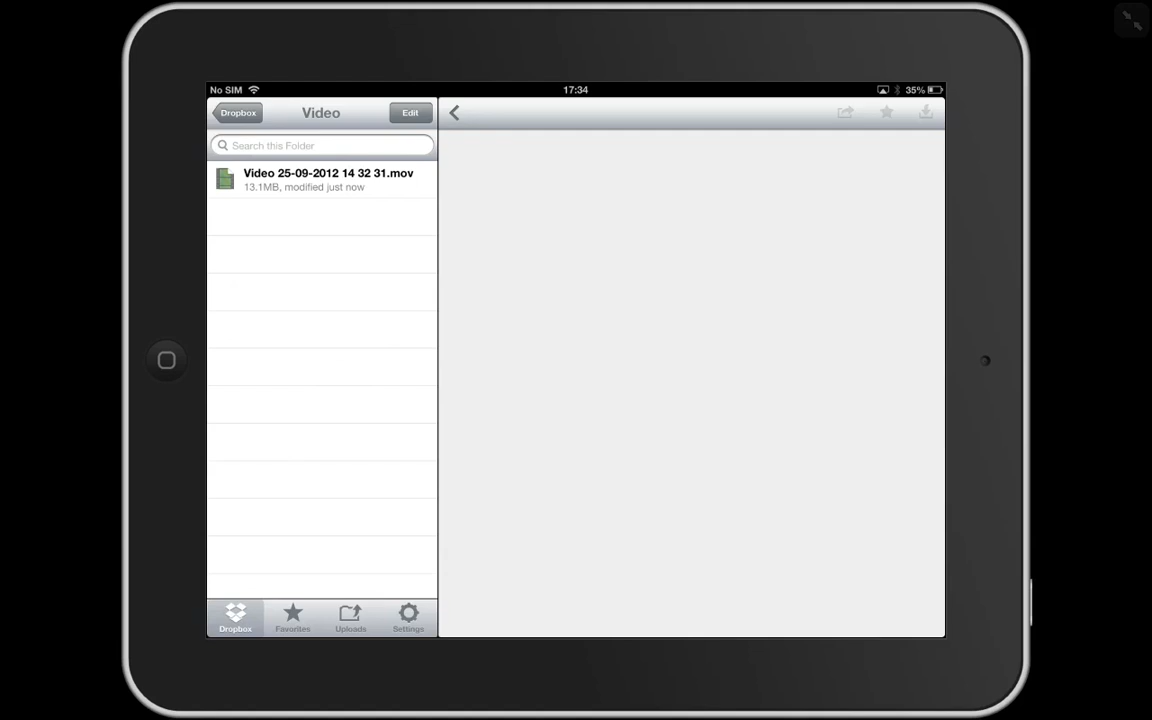 No SIM 17:34 35%
Dropbox Video Edit
Search this Folder
Video 25-09-2012 14 32 31.mov
13.1MB, modified just now
Dropbox Favorites Uploads Settings